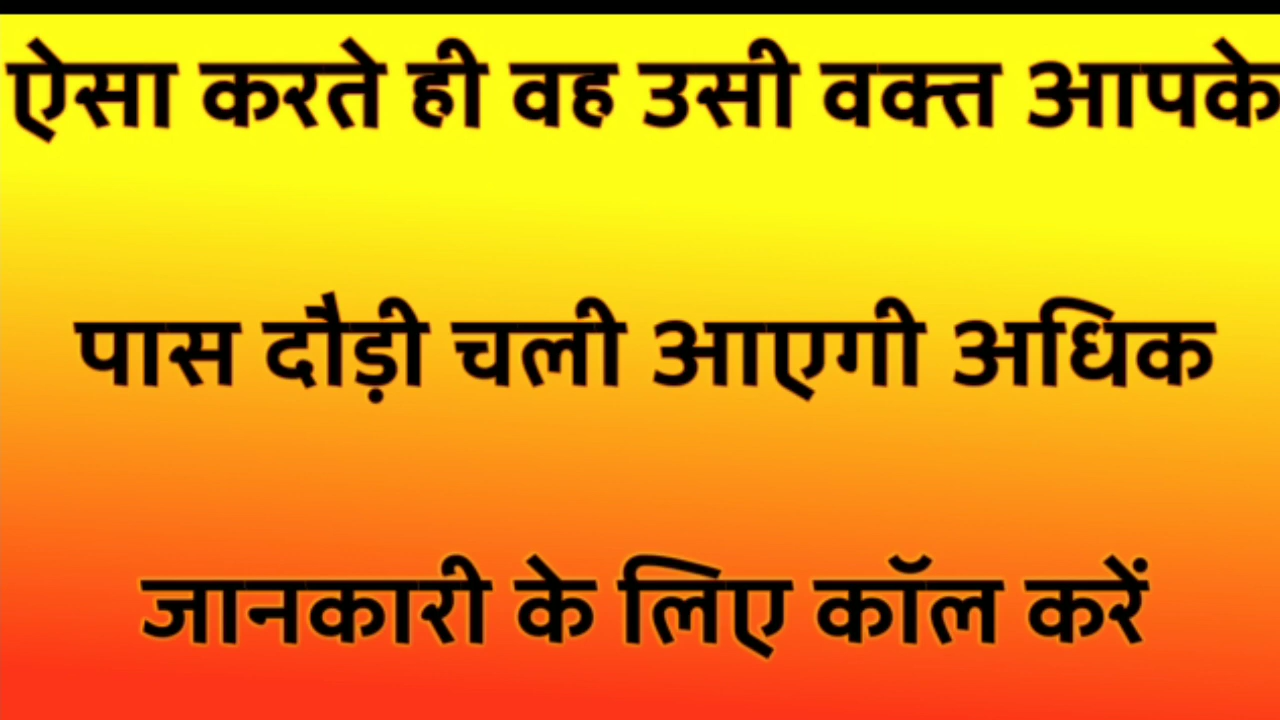 ऐसा करते ही वह उसी वक्त आपके
पास दौड़ी चली आएगी अधिक
जानकारी के लिए कॉल करें